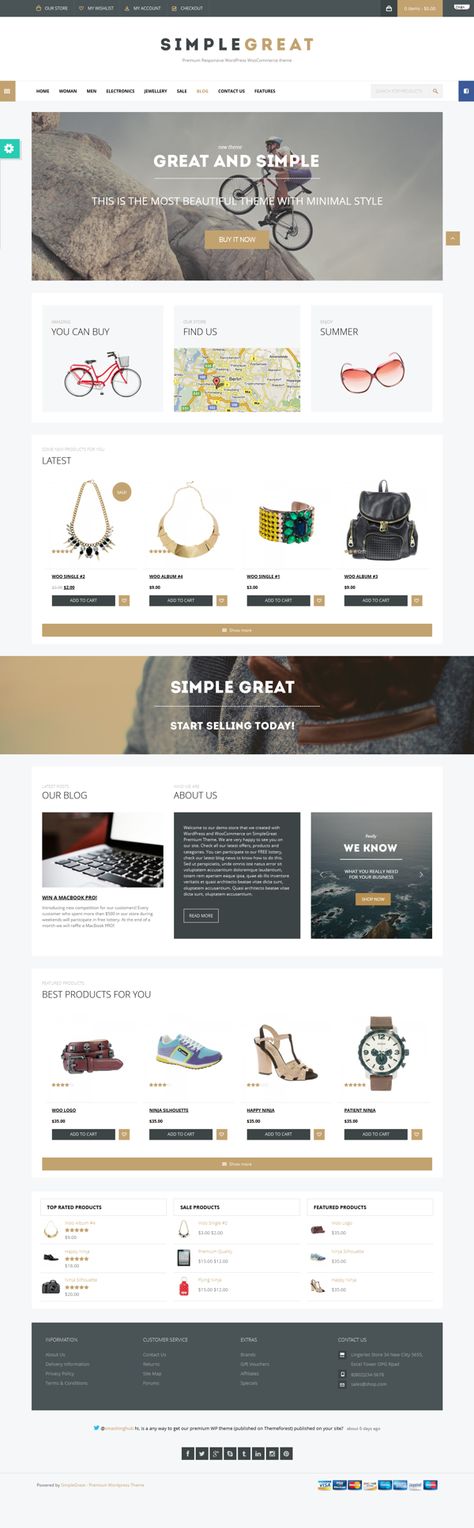 OUR STORE MY WISHLIST MY ACCOUNT CHECKOUT 0 items - $0.00
SIMPLEGREAT
Premium Responsive WordPress WooCommerce theme
HOME WOMAN MEN ELECTRONICS JEWELLERY SALE BLOG CONTACT US FEATURES SEARCH TOP PRODUCTS
new theme
GREAT AND SIMPLE
THIS IS THE MOST BEAUTIFUL THEME WITH MINIMAL STYLE
BUY IT NOW
AMAZING
YOU CAN BUY
OUR STORE
FIND US
Berlin
ENJOY
SUMMER
SOME NEW PRODUCTS FOR YOU
LATEST
SALE!
WOO SINGLE #2
$3.00 $2.00
ADD TO CART
WOO ALBUM #4
$9.00
ADD TO CART
WOO SINGLE #1
$3.00
ADD TO CART
WOO ALBUM #3
$9.00
ADD TO CART
Show more
SIMPLE GREAT
START SELLING TODAY!
LATEST POSTS
OUR BLOG
WIN A MACBOOK PRO!
Introducing new competition for our customers! Every
customer who spent more than $500 in our store during
weekends will participate in free lottery. At the end of a
month we will raffle a MacBook PRO!
WHO WE ARE
ABOUT US
Welcome to our demo store that we created with
WordPress and WooCommerce on SimpleGreat
Premium Theme. We are very happy to see you
on our site. Check all our latest offers, products and
categories. You can participate to our FREE lottery,
check our latest blog news to know how to do this.
Sed ut perspiciatis, unde omnis iste natus error sit
voluptatem accusantium doloremque laudantium,
totam rem aperiam eaque ipsa, quae ab illo inventore
veritatis et quasi architecto beatae vitae dicta sunt,
voluptatem accusantium. Quasi architecto beatae
vitae dicta sunt, voluptatem accusantium.
READ MORE
Really
WE KNOW
WHAT YOU REALLY NEED
FOR YOUR BUSINESS
SHOP NOW
FEATURED PRODUCTS
BEST PRODUCTS FOR YOU
WOO LOGO
$35.00
ADD TO CART
NINJA SILHOUETTE
$35.00
ADD TO CART
HAPPY NINJA
$35.00
ADD TO CART
PATIENT NINJA
$35.00
ADD TO CART
Show more
TOP RATED PRODUCTS
Woo Album #4
$9.00
Happy Ninja
$18.00
Ninja Silhouette
$20.00
SALE PRODUCTS
Woo Single #2
$3.00 $2.00
Premium Quality
$15.00 $12.00
Flying Ninja
$15.00 $12.00
FEATURED PRODUCTS
Woo Logo
$35.00
Ninja Silhouette
$35.00
Happy Ninja
$35.00
INFORMATION
About Us
Delivery Information
Privacy Policy
Terms & Conditions
CUSTOMER SERVICE
Contact Us
Returns
Site Map
Forums
EXTRAS
Brands
Gift Vouchers
Affiliates
Specials
CONTACT US
Lingeries Store 34 New City 5655,
Excel Tower OPG Rpad
sales@shop.com
hi, is a any way to get our premium WP theme (published on Themeforest) published on your site? about 5 days ago
Powered by SimpleGreat - Premium Wordpress Theme